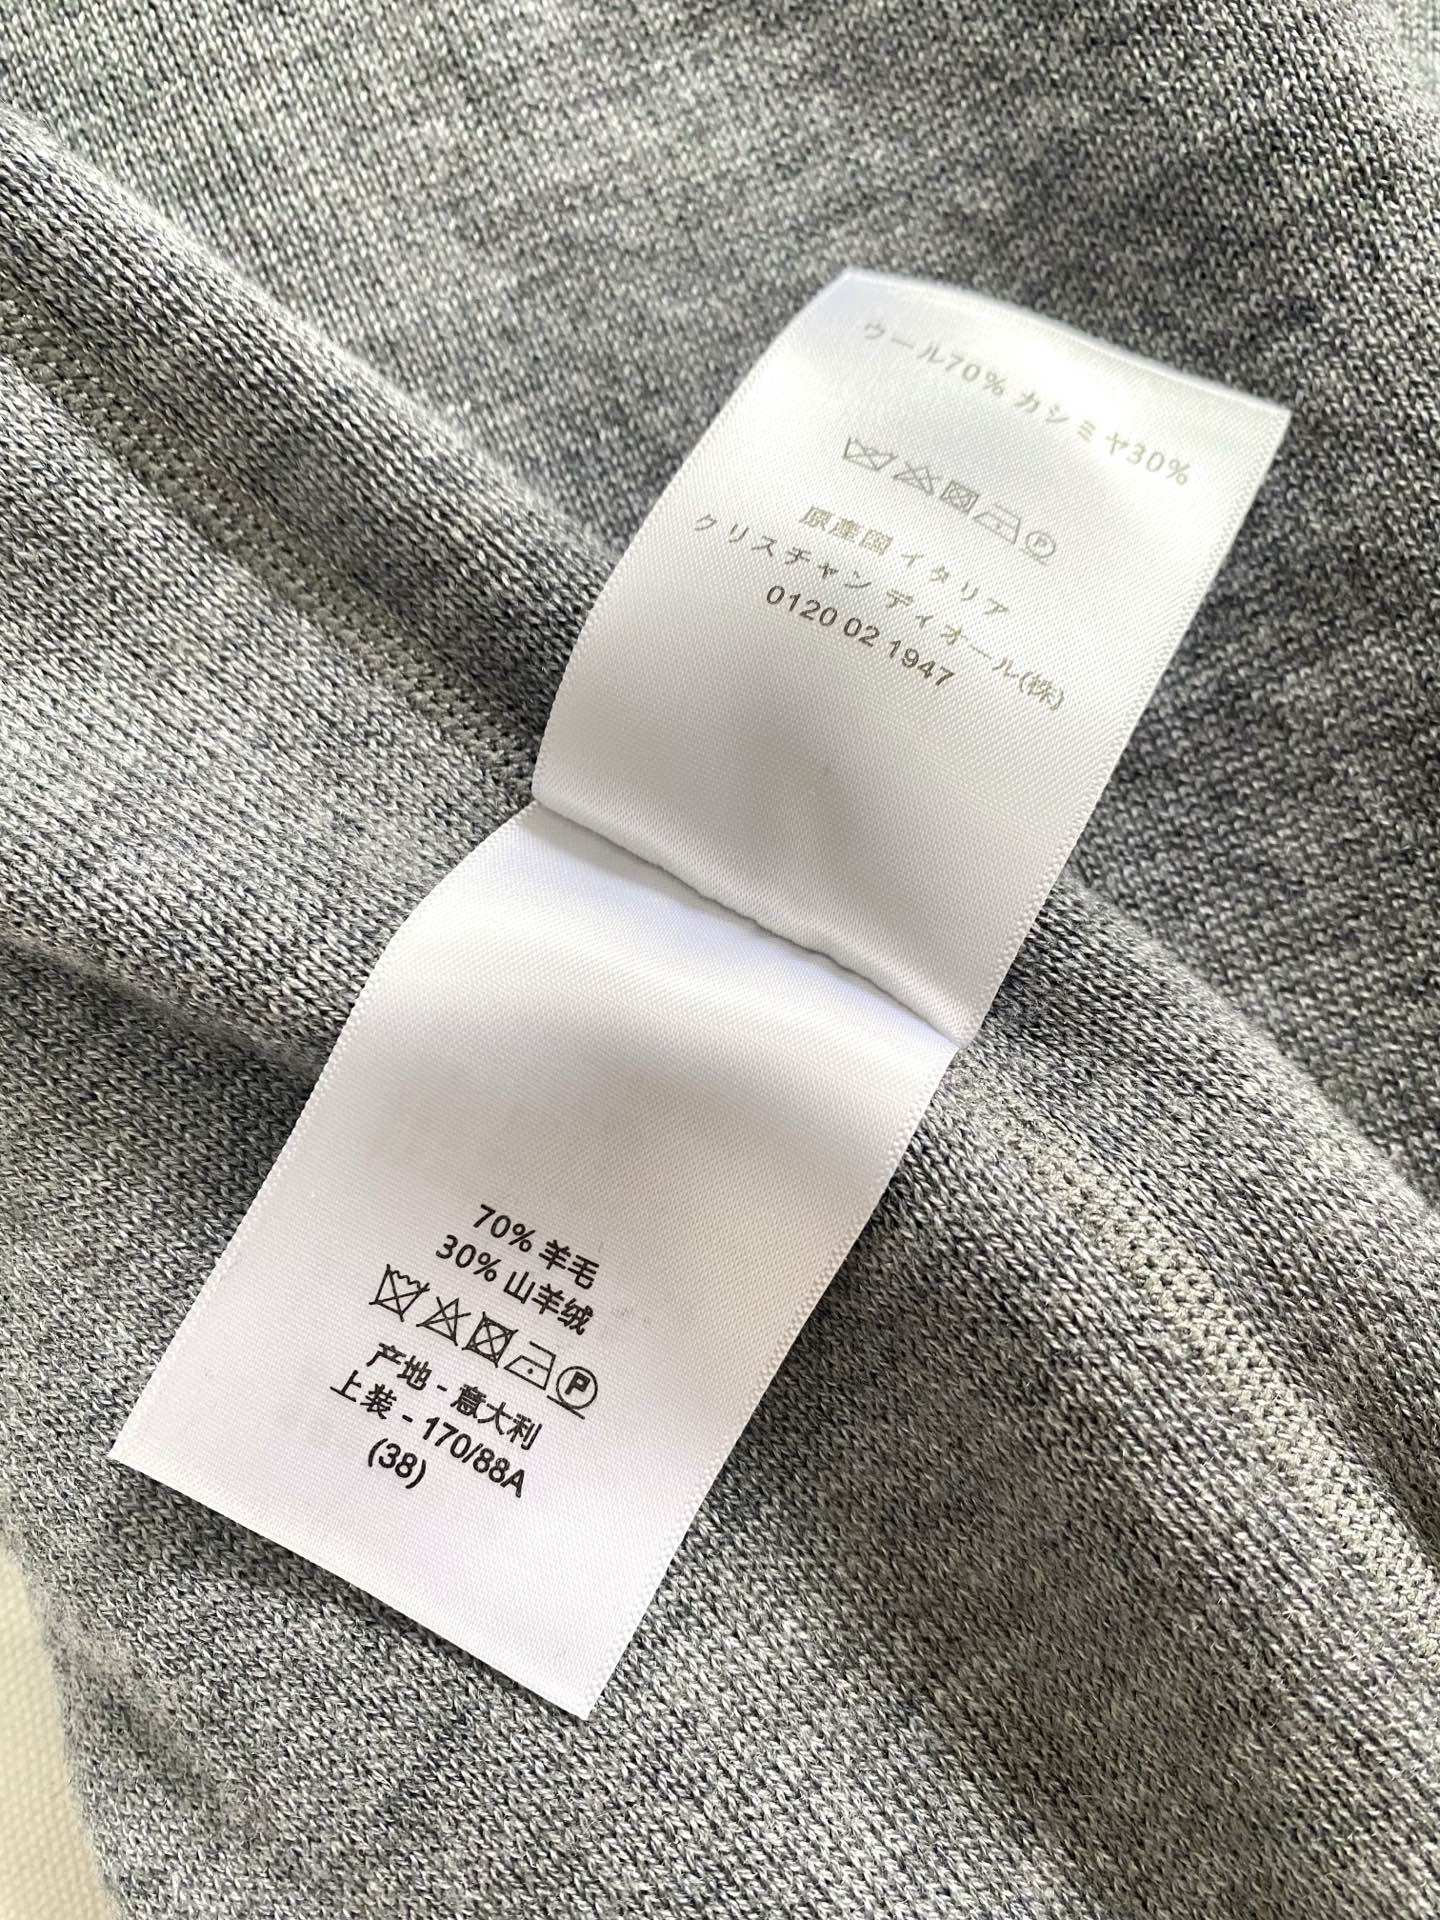 ウール70% カシミヤ30%
原産国 イタリア
クリスチャン ディオール(株)
0120 02 1947
70% 羊毛
30% 山羊绒
P
产地 - 意大利
上装 - 170/88A
(38)